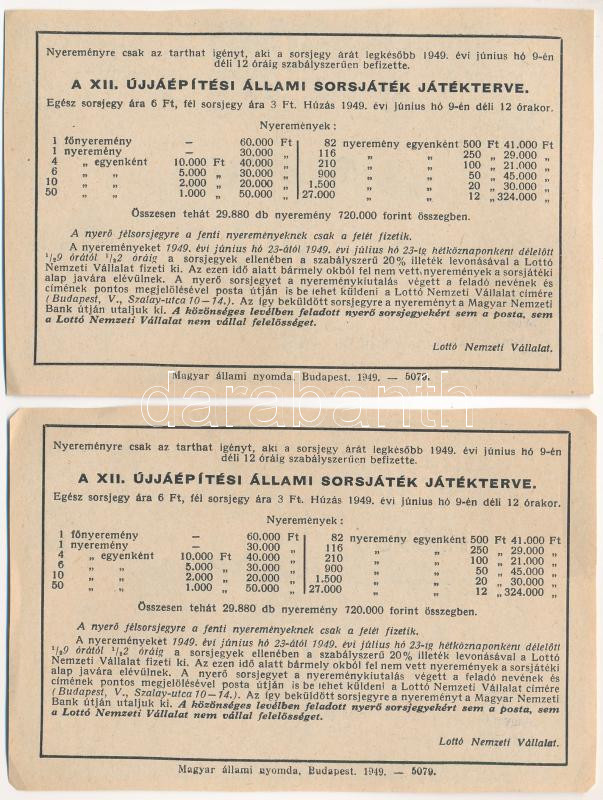 Nyereményre csak az tarthat igényt, aki a sorsjegy árát legkésőbb 1949. évi június hó 9-én
déli 12 óráig szabályszerűen befizette.
A XII. ÚJJÁÉPÍTÉSI ÁLLAMI SORSJÁTÉK JÁTÉKTERVE.
Egész sorsjegy ára 6 Ft, fél sorsjegy ára 3 Ft. Húzás 1949. évi június hó 9-én déli 12 órakor.
Nyeremények :
1 főnyeremény — 60.000 Ft 82 nyeremény egyenként 500 Ft 41.000 Ft
1 nyeremény — 30.000 „ 116 „ „ 250 „ 29.000 „
4 „ egyenként 10.000 Ft 40.000 „ 210 „ „ 100 „ 21.000 „
6 „ „ 5.000 „ 30.000 „ 900 „ „ 50 „ 45.000 „
10 „ „ 2,000 „ 20.000 „ 1.500 „ „ 20 „ 30.000 „
50 „ „ 1.000 „ 50.000 „ 27.000 „ „ 12 „ 324.000 „
Összesen tehát 29.880 db nyeremény 720.000 forint összegben.
A nyerő félsorsjegyre a fenti nyereményeknek csak a felét fizetik.
A nyereményeket 1949. évi június hó 23-ától 1949. évi július hó 23-ig hétköznaponként délelőtt
½9 órától ½2 óráig a sorsjegyek ellenében a szabályszerű 20% illeték levonásával a Lottó
Nemzeti Vállalat fizeti ki. Az ezen idő alatt bármely okból fel nem vett nyeremények a sorsjátéki
alap javára elévülnek. A nyerő sorsjegyet a nyereménykiutalás végett a feladó nevének és
címének pontos megjelölésével posta útján is be lehet küldeni a Lottó Nemzeti Vállalat címére
(Budapest, V., Szalay-utca 10—14.). Az így beküldött sorsjegyre a nyereményt a Magyar Nemzeti
Bank útján utaljuk ki. A közönséges levélben feladott nyerő sorsjegyekért sem a posta, sem
a Lottó Nemzeti Vállalat nem vállal felelősséget.
Lottó Nemzeti Vállalat.
Magyar állami nyomda, Budapest. 1949. — 5079.
darabanth
Nyereményre csak az tarthat igényt, aki a sorsjegy árát legkésőbb 1949. évi június hó 9-én
déli 12 óráig szabályszerűen befizette.
A XII. ÚJJÁÉPÍTÉSI ÁLLAMI SORSJÁTÉK JÁTÉKTERVE.
Egész sorsjegy ára 6 Ft, fél sorsjegy ára 3 Ft. Húzás 1949. évi június hó 9-én déli 12 órakor.
Nyeremények :
1 főnyeremény — 60.000 Ft 82 nyeremény egyenként 500 Ft 41.000 Ft
1 nyeremény — 30.000 „ 116 „ „ 250 „ 29.000 „
4 „ egyenként 10.000 Ft 40.000 „ 210 „ „ 100 „ 21.000 „
6 „ „ 5.000 „ 30.000 „ 900 „ „ 50 „ 45.000 „
10 „ „ 2.000 „ 20.000 „ 1.500 „ „ 20 „ 30.000 „
50 „ „ 1.000 „ 50.000 „ 27.000 „ „ 12 „ 324.000 „
Összesen tehát 29.880 db nyeremény 720.000 forint összegben.
A nyerő félsorsjegyre a fenti nyereményeknek csak a felét fizetik.
A nyereményeket 1949. évi június hó 23-ától 1949. évi július hó 23-ig hétköznaponként délelőtt
½9 órától ½2 óráig a sorsjegyek ellenében a szabályszerű 20% illeték levonásával a Lottó
Nemzeti Vállalat fizeti ki. Az ezen idő alatt bármely okból fel nem vett nyeremények a sorsjátéki
alap javára elévülnek. A nyerő sorsjegyet a nyereménykiutalás végett a feladó nevének és
címének pontos megjelölésével posta útján is be lehet küldeni a Lottó Nemzeti Vállalat címére
(Budapest, V., Szalay-utca 10—14.). Az így beküldött sorsjegyre a nyereményt a Magyar Nemzeti
Bank útján utaljuk ki. A közönséges levélben feladott nyerő sorsjegyekért sem a posta, sem
a Lottó Nemzeti Vállalat nem vállal felelősséget.
Lottó Nemzeti Vállalat.
Magyar állami nyomda, Budapest. 1949. — 5079.